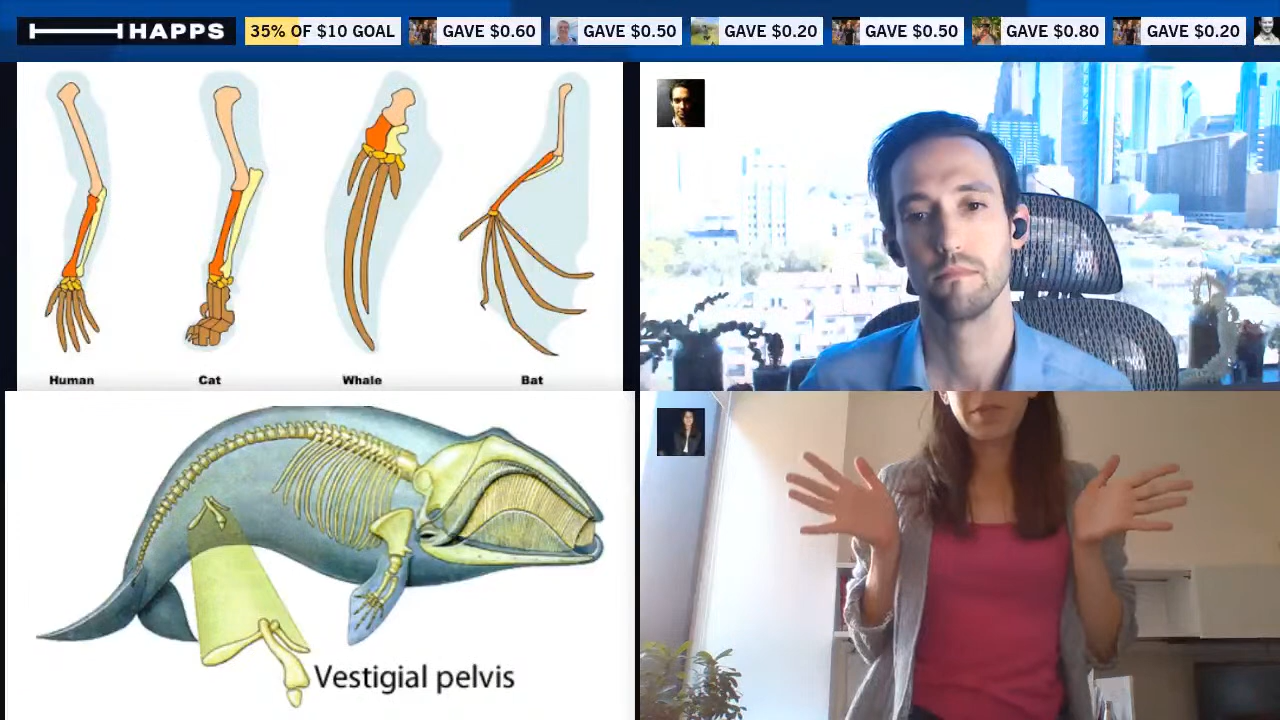 HAPPS
35% OF $10 GOAL
GAVE $0.60
GAVE $0.50
GAVE $0.20
GAVE $0.50
GAVE $0.80
GAVE $0.20
Human
Cat
Whale
Bat
Vestigial pelvis